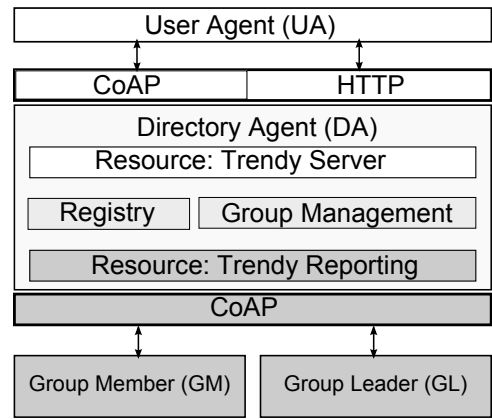 User Agent (UA)
CoAP HTTP
Directory Agent (DA)
Resource: Trendy Server
Registry Group Management
Resource: Trendy Reporting
CoAP
Group Member (GM) Group Leader (GL)